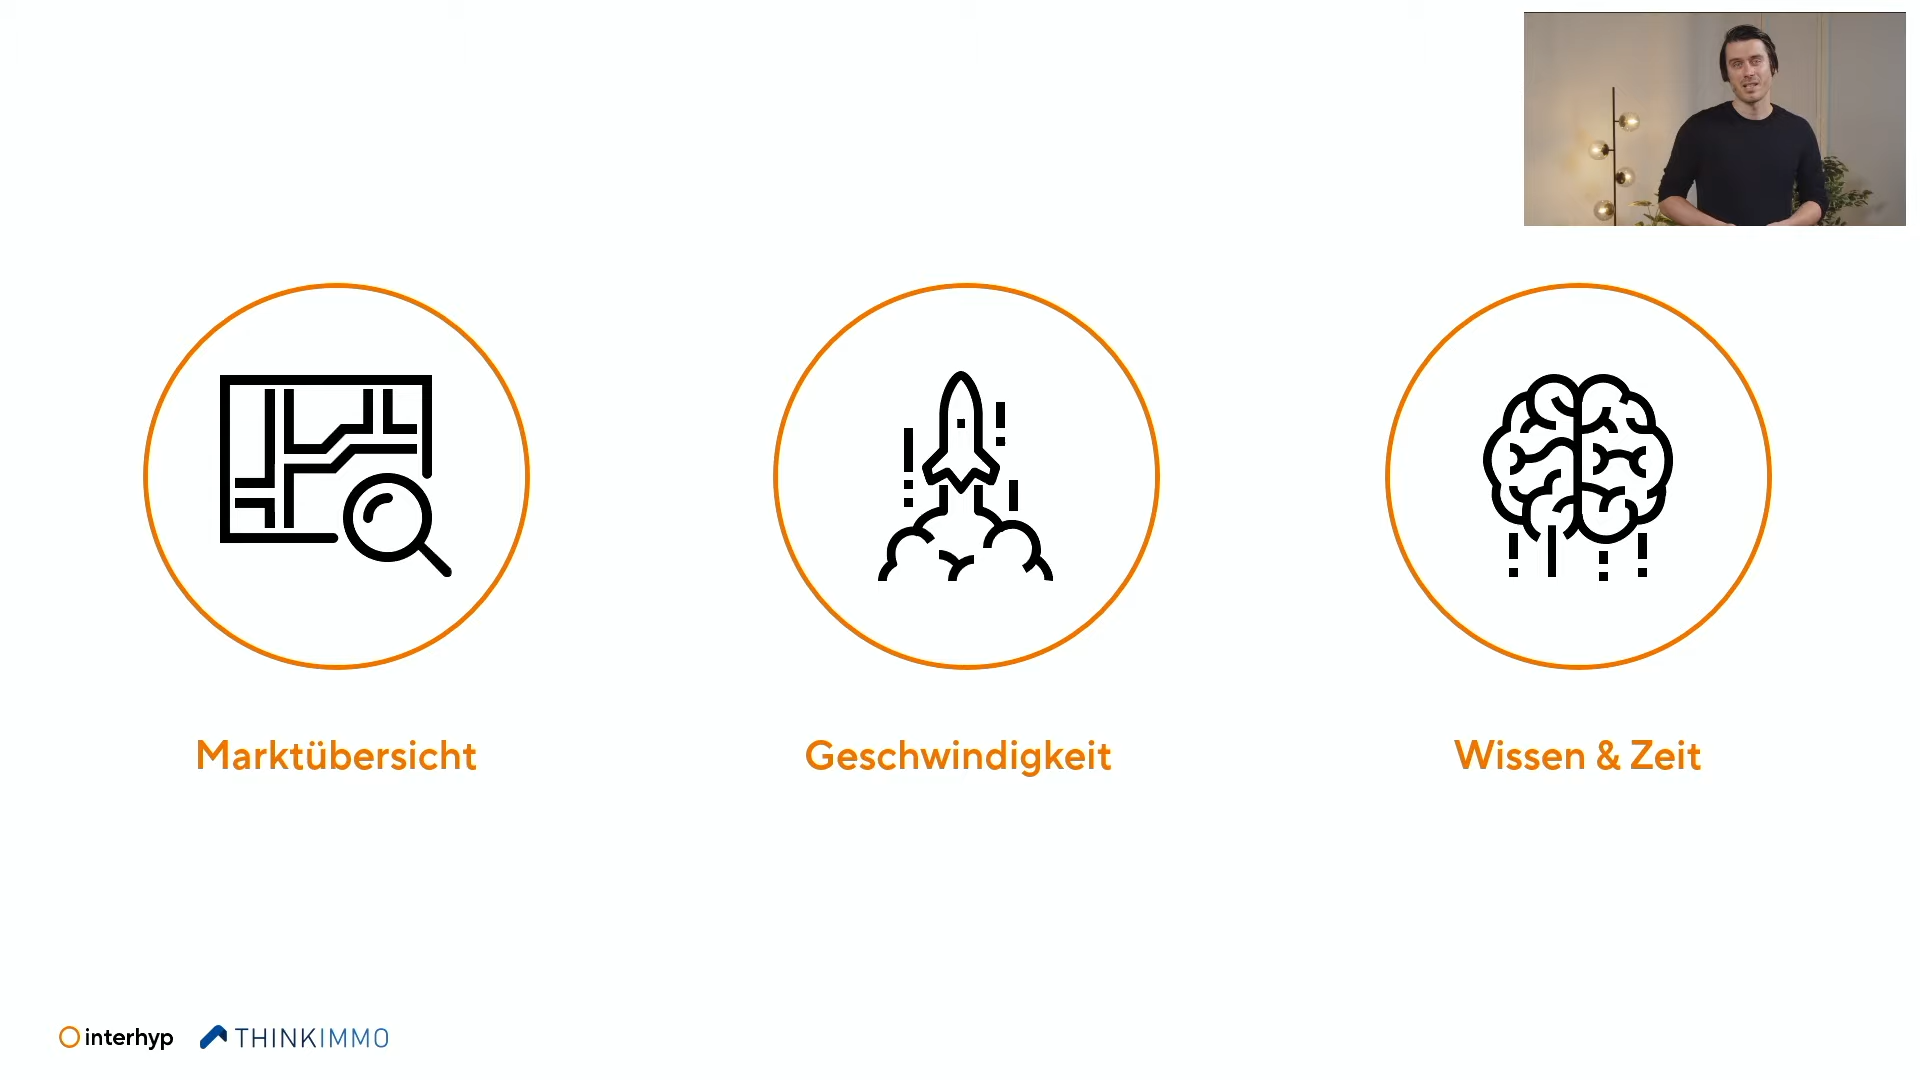 Marktübersicht
Geschwindigkeit
Wissen & Zeit
interhyp
THINKIMMO